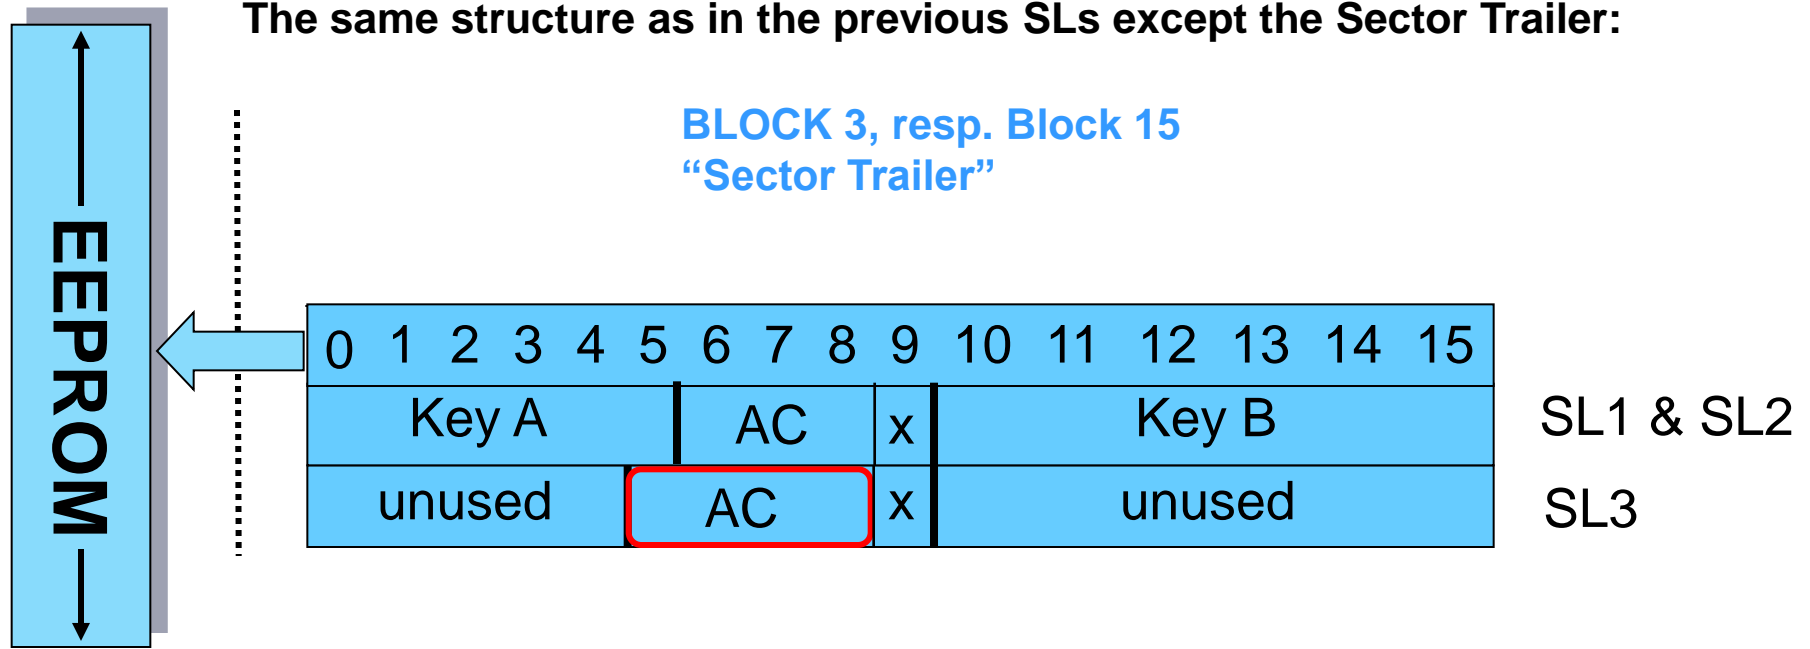 The same structure as in the previous SLs except the Sector Trailer:
BLOCK 3, resp. Block 15
“Sector Trailer”
EEPROM
0 1 2 3 4 5 6 7 8 9 10 11 12 13 14 15
Key A AC x Key B SL1 & SL2
unused AC x unused SL3